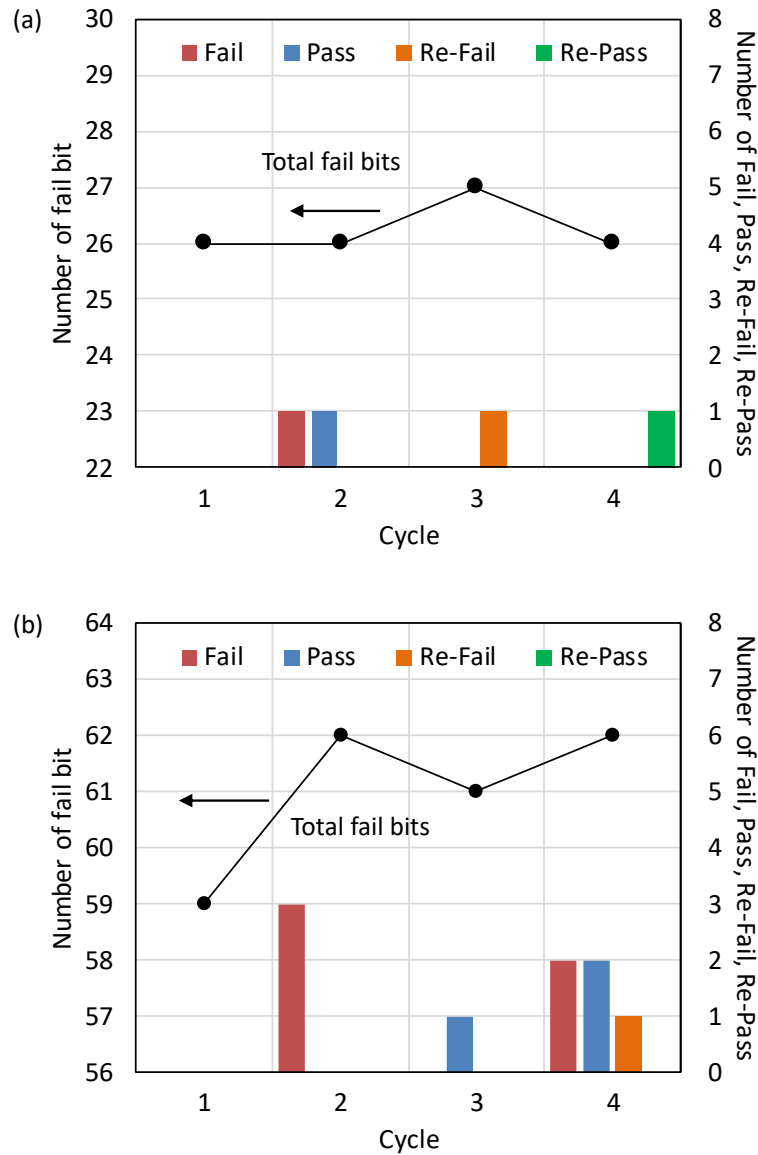 (a)
30
29
28
27
26
25
24
23
22
Number of fail bit
Fail Pass Re-Fail Re-Pass
Total fail bits
8
7
6
5
4
3
2
1
0
Number of Fail, Pass, Re-Fail, Re-Pass
1 2 3 4
Cycle
(b)
64
63
62
61
60
59
58
57
56
Number of fail bit
Fail Pass Re-Fail Re-Pass
Total fail bits
8
7
6
5
4
3
2
1
0
Number of Fail, Pass, Re-Fail, Re-Pass
1 2 3 4
Cycle